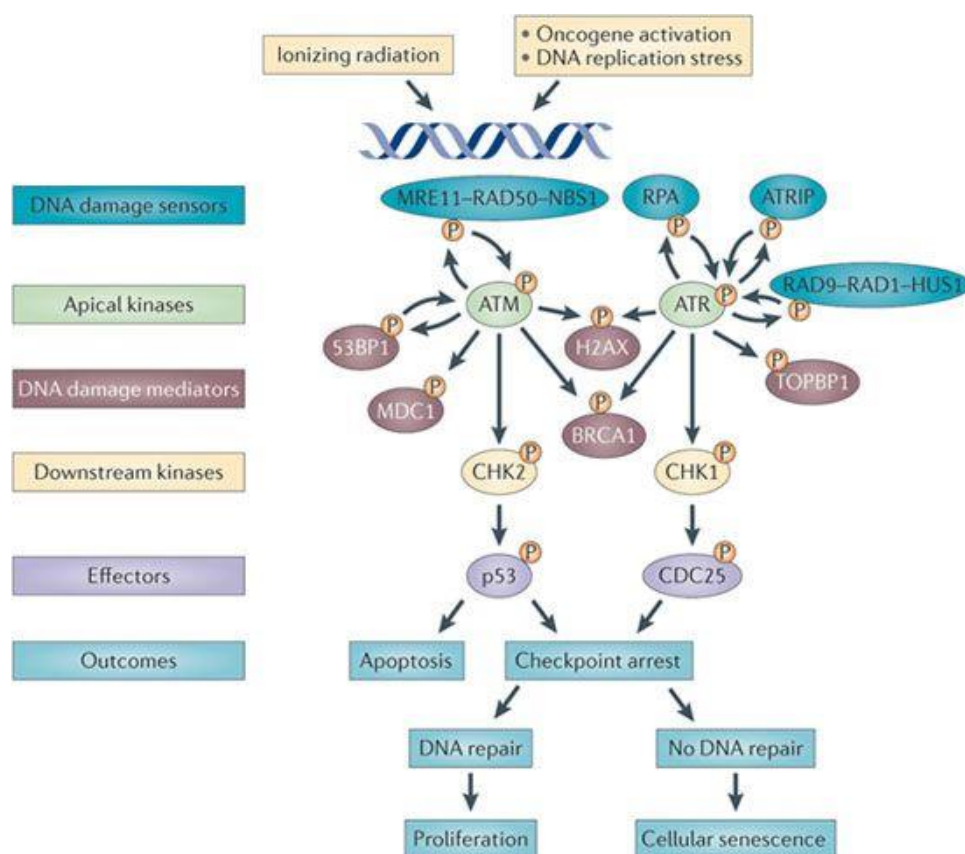 Ionizing radiation
• Oncogene activation
• DNA replication stress
DNA damage sensors
MRE11–RAD50–NBS1
RPA
ATRIP
P
P
P
RAD9–RAD1–HUS1
P
Apical kinases
ATM
P
ATR
P
53BP1
P
H2AX
P
TOPBP1
P
DNA damage mediators
MDC1
P
BRCA1
P
Downstream kinases
CHK2
P
CHK1
P
Effectors
p53
P
CDC25
P
Outcomes
Apoptosis
Checkpoint arrest
DNA repair
No DNA repair
Proliferation
Cellular senescence